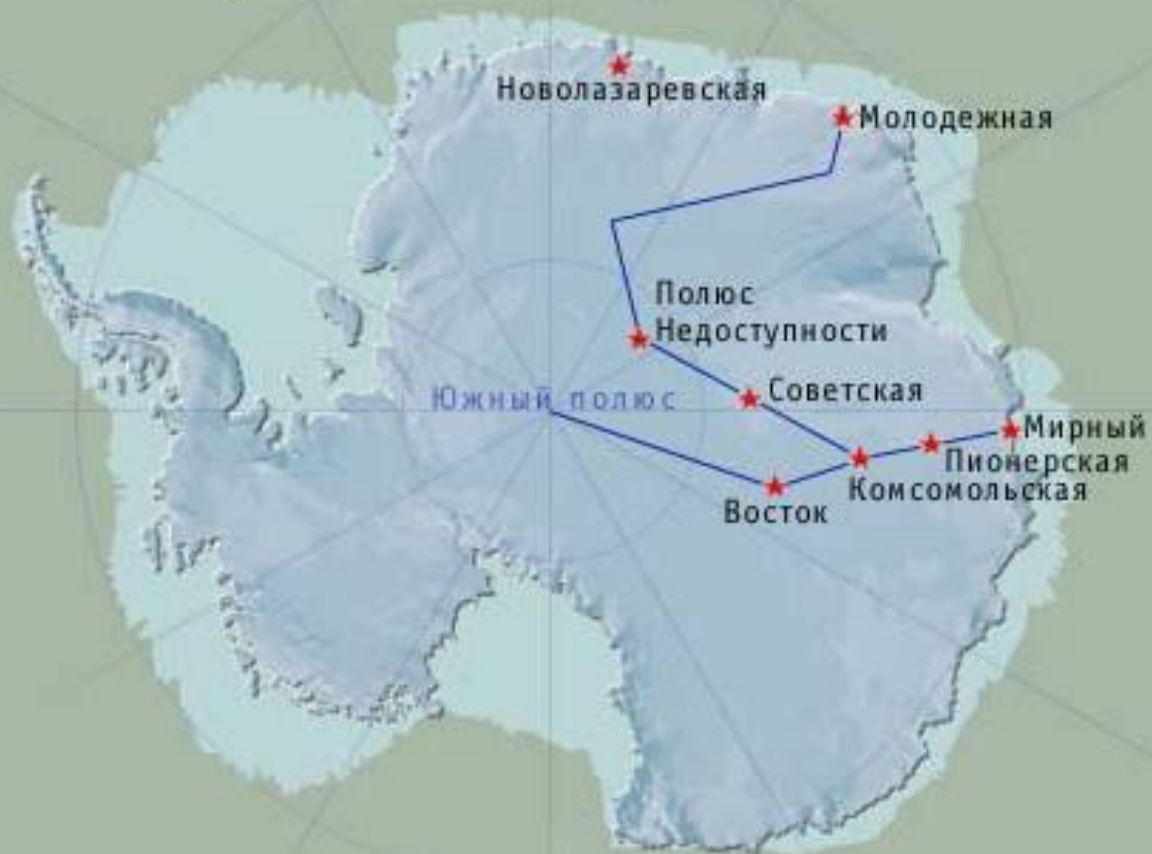 Новолазаревская
Молодежная
Полюс
Недоступности
Южный полюс
Советская
Мирный
Пионерская
Комсомольская
Восток